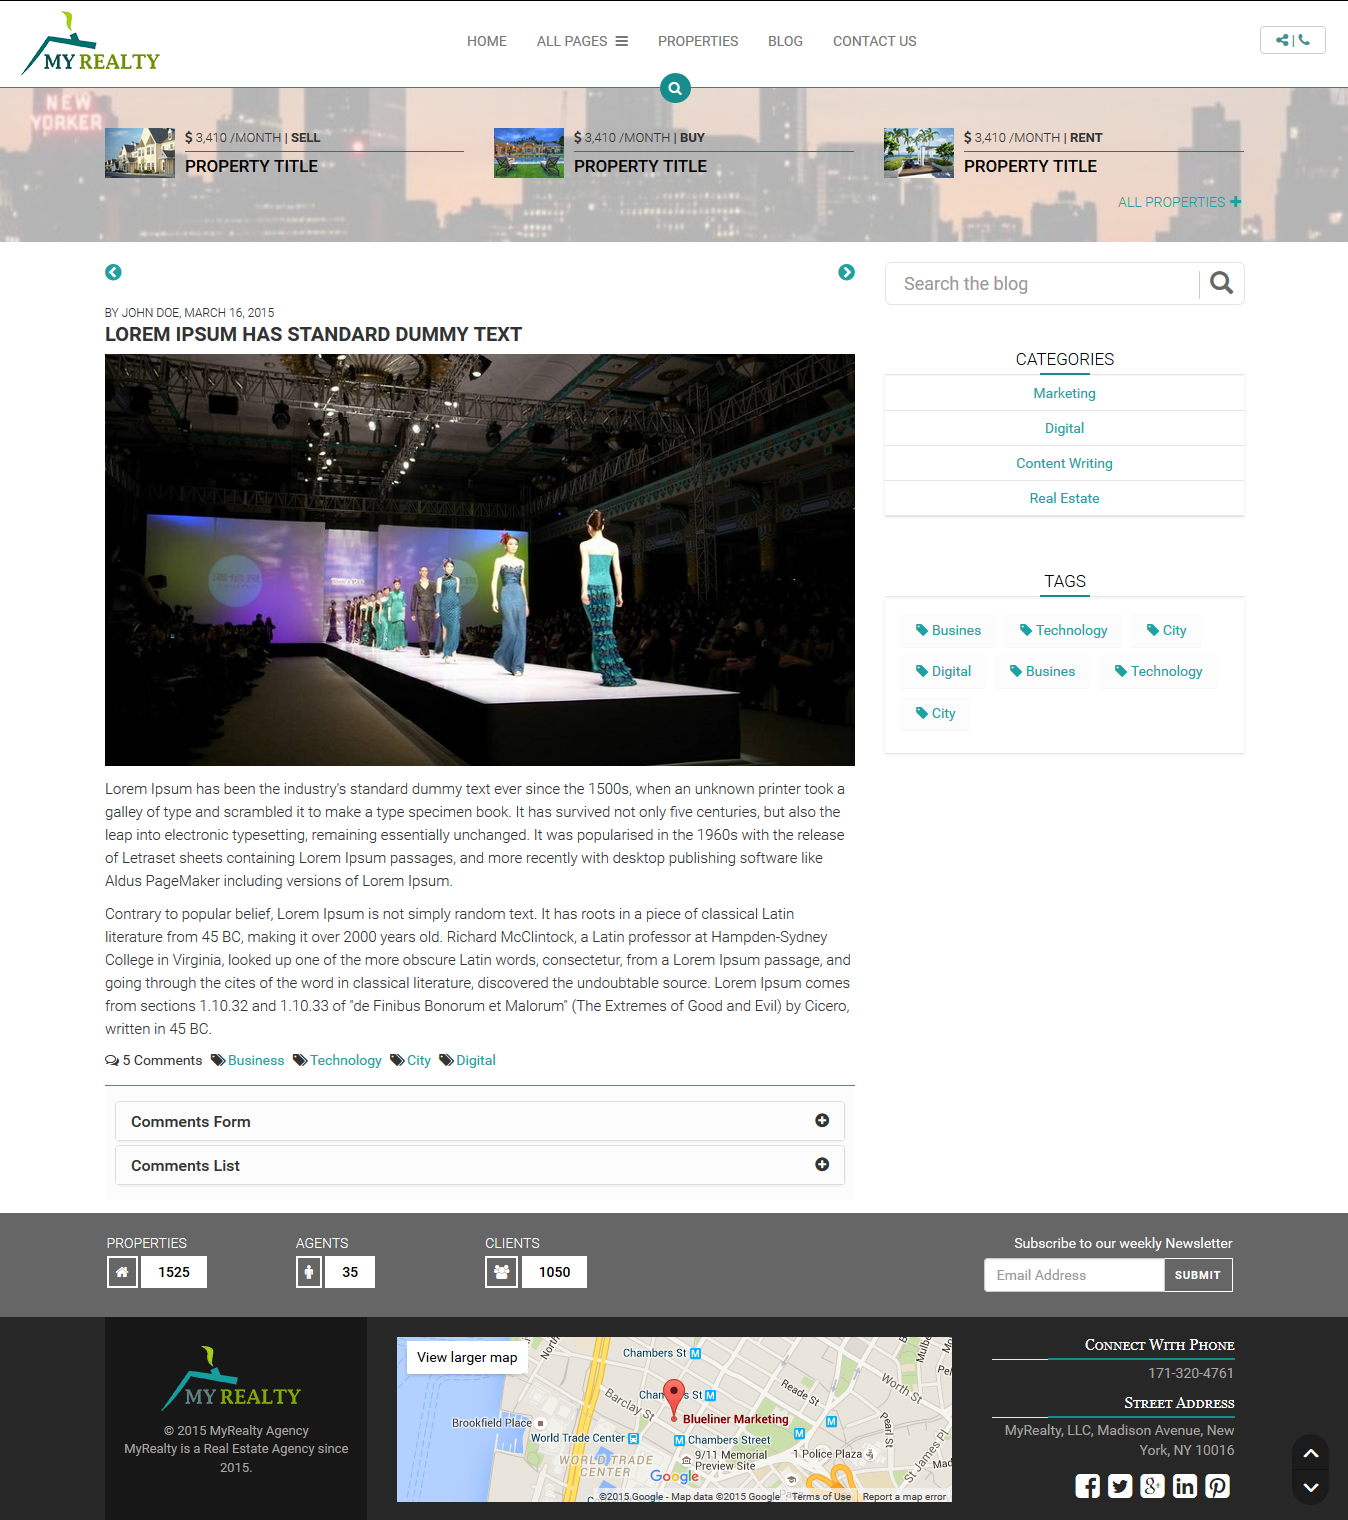 MY REALTY
HOME
ALL PAGES
PROPERTIES
BLOG
CONTACT US
|
NEW
YORKER
$ 3,410 /MONTH | SELL
PROPERTY TITLE
$ 3,410 /MONTH | BUY
PROPERTY TITLE
$ 3,410 /MONTH | RENT
PROPERTY TITLE
ALL PROPERTIES
BY JOHN DOE, MARCH 16, 2015
LOREM IPSUM HAS STANDARD DUMMY TEXT
Lorem Ipsum has been the industry's standard dummy text ever since the 1500s, when an unknown printer took a
galley of type and scrambled it to make a type specimen book. It has survived not only five centuries, but also the
leap into electronic typesetting, remaining essentially unchanged. It was popularised in the 1960s with the release
of Letraset sheets containing Lorem Ipsum passages, and more recently with desktop publishing software like
Aldus PageMaker including versions of Lorem Ipsum.
Contrary to popular belief, Lorem Ipsum is not simply random text. It has roots in a piece of classical Latin
literature from 45 BC, making it over 2000 years old. Richard McClintock, a Latin professor at Hampden-Sydney
College in Virginia, looked up one of the more obscure Latin words, consectetur, from a Lorem Ipsum passage, and
going through the cites of the word in classical literature, discovered the undoubtable source. Lorem Ipsum comes
from sections 1.10.32 and 1.10.33 of "de Finibus Bonorum et Malorum" (The Extremes of Good and Evil) by Cicero,
written in 45 BC.
5 Comments Business Technology City Digital
Comments Form
Comments List
Search the blog
CATEGORIES
Marketing
Digital
Content Writing
Real Estate
TAGS
Busines Technology City
Digital Busines Technology
City
PROPERTIES
1525
AGENTS
35
CLIENTS
1050
Subscribe to our weekly Newsletter
Email Address SUBMIT
MY REALTY
© 2015 MyRealty Agency
MyRealty is a Real Estate Agency since
2015.
View larger map
North
Chambers St M
Chambers St M
Barclay St
Reade St
Worth St
Mulbe
Pel
Brookfield Place
Blueliner Marketing
World Trade Center
M Chambers Street
M
M
Pearl St
WORLD TRADE
CENTER
9/11 Memorial
Preview Site
1 Police Plaza
St James Pl
Mad
Google
©2015 Google - Map data ©2015 Google
Terms of Use
Report a map error
Connect With Phone
171-320-4761
Street Address
MyRealty, LLC, Madison Avenue, New
York, NY 10016